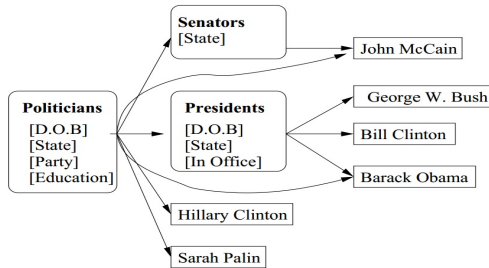 Senators
[State]
John McCain
Politicians
[D.O.B]
[State]
[Party]
[Education]
Presidents
[D.O.B]
[State]
[In Office]
George W. Bush
Bill Clinton
Barack Obama
Hillary Clinton
Sarah Palin